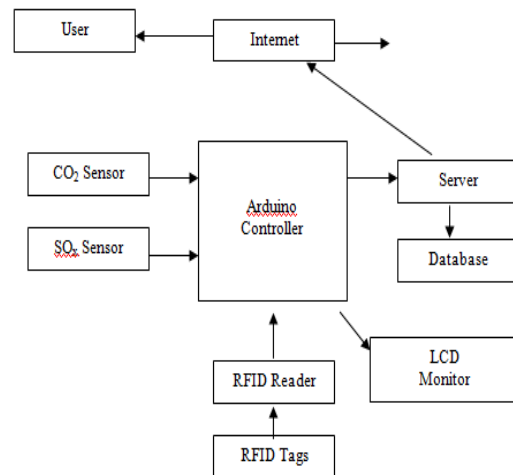 User
Internet
CO₂ Sensor
Arduino
Controller
Server
SOₓ Sensor
Database
LCD
Monitor
RFID Reader
RFID Tags